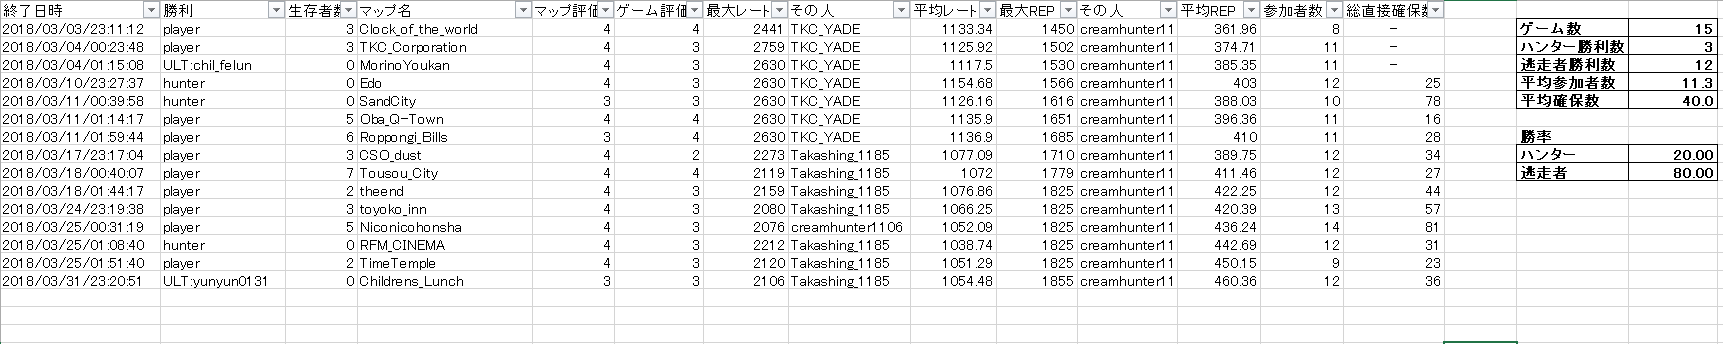 終了日時 勝利 生存者数 マップ名 マップ評価 ゲーム評価 最大レート その人 平均レート 最大REP その人 平均REP 参加者数 総直接確保数
2018/03/03/23:11:12 player 3 Clock_of_the_world 4 4 2441 TKC_YADE 1133.34 1450 creamhunter11 361.96 8 - ゲーム数 15
2018/03/04/00:23:48 player 3 TKC_Corporation 4 3 2759 TKC_YADE 1125.92 1502 creamhunter11 374.71 11 - ハンター勝利数 3
2018/03/04/01:15:08 ULT:chil_felun 0 MorinoYoukan 4 3 2630 TKC_YADE 1117.5 1530 creamhunter11 385.35 11 - 逃走者勝利数 12
2018/03/10/23:27:37 hunter 0 Edo 4 3 2630 TKC_YADE 1154.68 1566 creamhunter11 403 12 25 平均参加者数 11.3
2018/03/11/00:39:58 hunter 0 SandCity 3 3 2630 TKC_YADE 1126.16 1616 creamhunter11 388.03 10 78 平均確保数 40.0
2018/03/11/01:14:17 player 5 Oba_Q-Town 4 4 2630 TKC_YADE 1135.9 1651 creamhunter11 396.36 11 16
2018/03/11/01:59:44 player 6 Roppongi_Bills 3 4 2630 TKC_YADE 1136.9 1685 creamhunter11 410 11 28 勝率
2018/03/17/23:17:04 player 3 CSO_dust 4 2 2273 Takashing_1185 1077.09 1710 creamhunter11 389.75 12 34 ハンター 20.00
2018/03/18/00:40:07 player 7 Tousou_City 4 4 2119 Takashing_1185 1072 1779 creamhunter11 411.46 12 27 逃走者 80.00
2018/03/18/01:44:17 player 2 theend 4 3 2159 Takashing_1185 1076.86 1825 creamhunter11 422.25 12 44
2018/03/24/23:19:38 player 3 toyoko_inn 4 3 2080 Takashing_1185 1066.25 1825 creamhunter11 420.39 13 57
2018/03/25/00:31:19 player 5 Niconicohonsha 4 3 2076 creamhunter1106 1052.09 1825 creamhunter11 436.24 14 81
2018/03/25/01:08:40 hunter 0 RFM_CINEMA 4 3 2212 Takashing_1185 1038.74 1825 creamhunter11 442.69 12 31
2018/03/25/01:51:40 player 2 TimeTemple 4 3 2120 Takashing_1185 1051.29 1825 creamhunter11 450.15 9 23
2018/03/31/23:20:51 ULT:yunyun0131 0 Childrens_Lunch 3 3 2106 Takashing_1185 1054.48 1855 creamhunter11 460.36 12 36